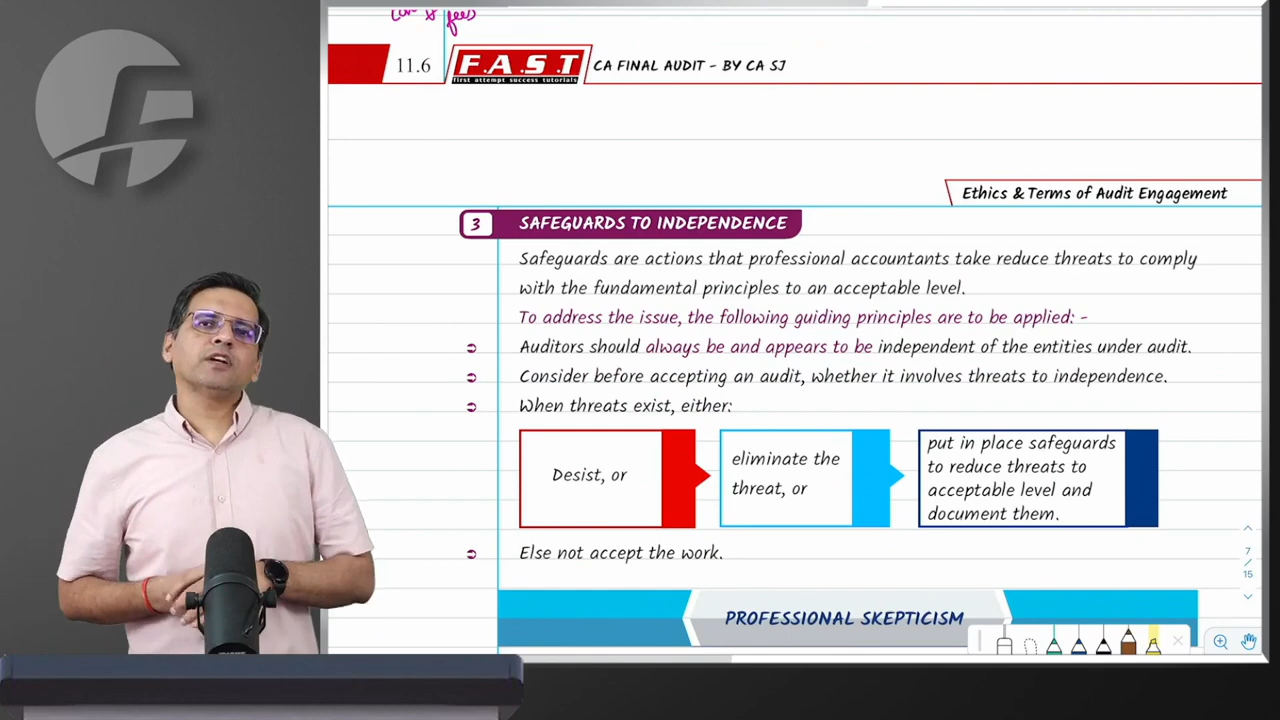 fees
11.6 F.A.S.T CA FINAL AUDIT - BY CA SJ
first attempt success tutorials
Ethics & Terms of Audit Engagement
3 SAFEGUARDS TO INDEPENDENCE
Safeguards are actions that professional accountants take reduce threats to comply
with the fundamental principles to an acceptable level.
To address the issue, the following guiding principles are to be applied: -
Auditors should always be and appears to be independent of the entities under audit.
Consider before accepting an audit, whether it involves threats to independence.
When threats exist, either:
Desist, or
eliminate the
threat, or
put in place safeguards
to reduce threats to
acceptable level and
document them.
Else not accept the work.
7
/
15
PROFESSIONAL SKEPTICISM